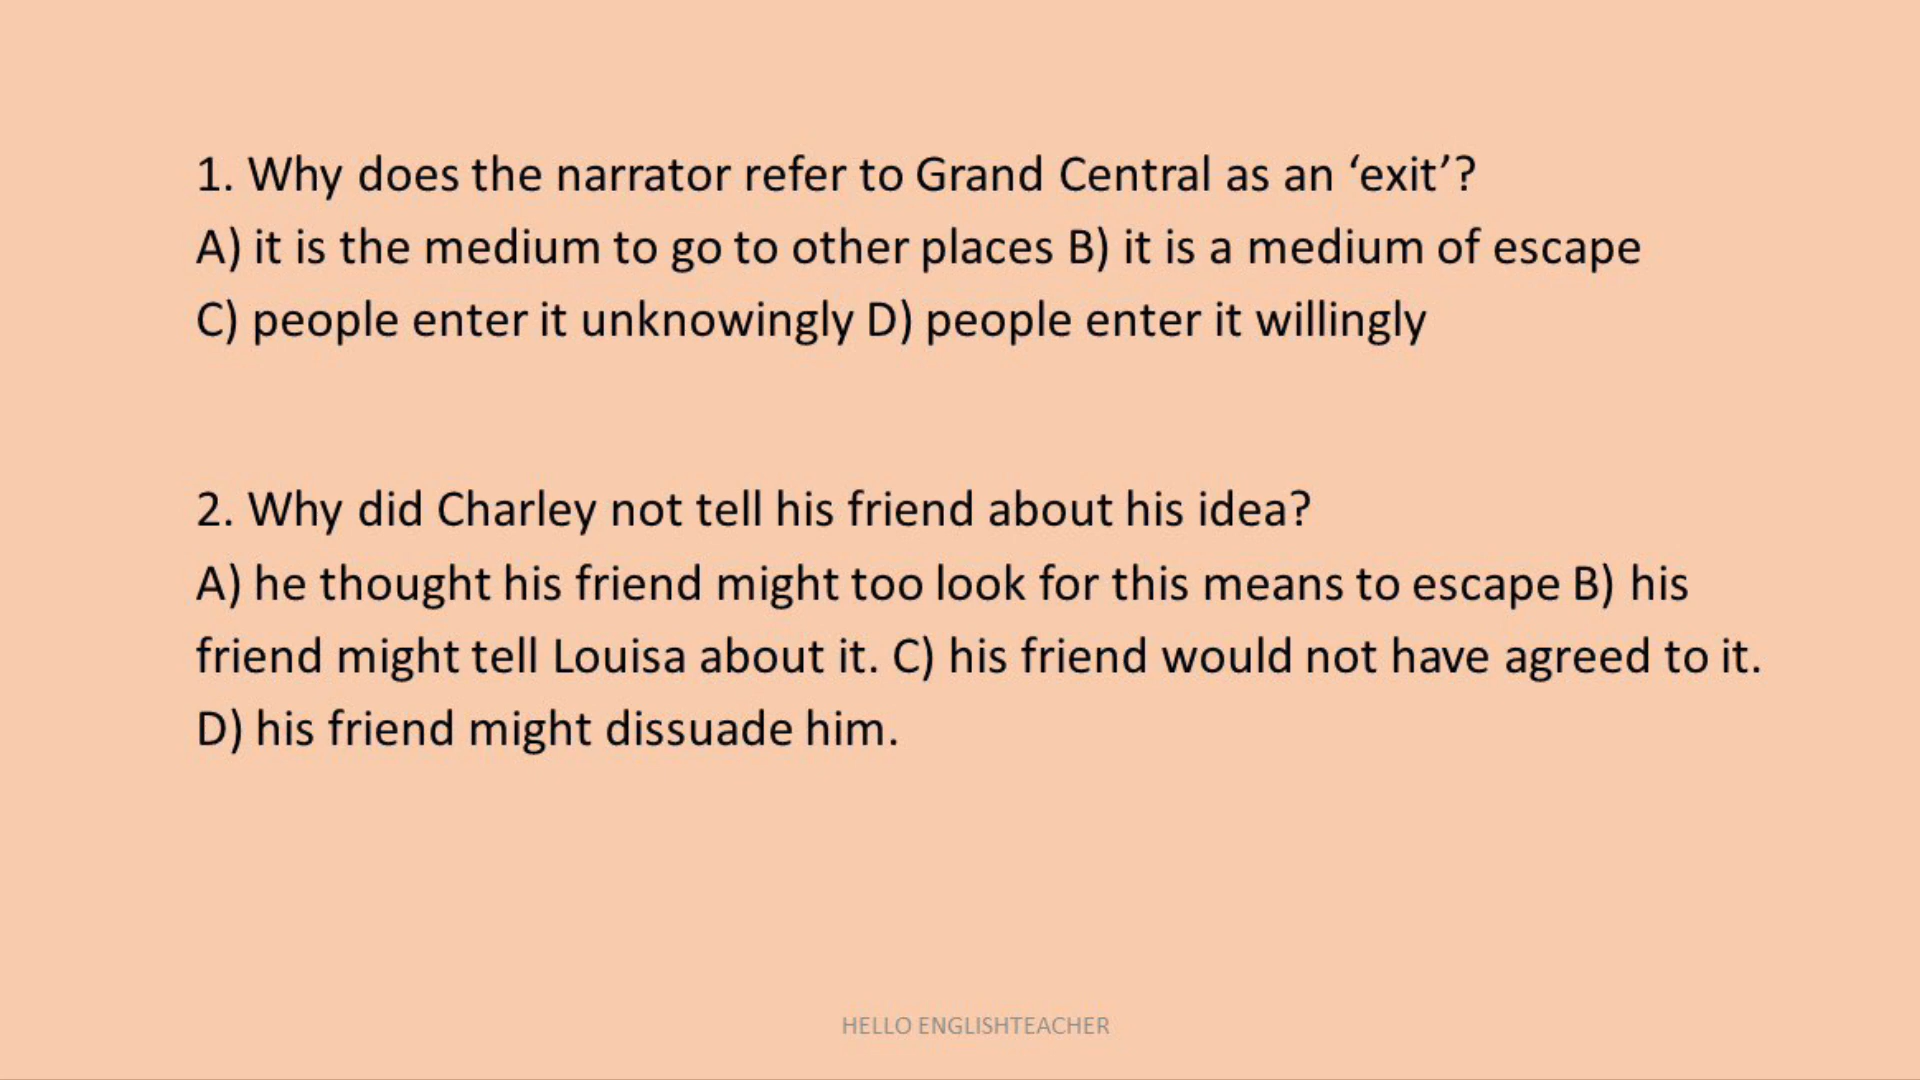 1. Why does the narrator refer to Grand Central as an ‘exit’?
A) it is the medium to go to other places B) it is a medium of escape
C) people enter it unknowingly D) people enter it willingly
2. Why did Charley not tell his friend about his idea?
A) he thought his friend might too look for this means to escape B) his
friend might tell Louisa about it. C) his friend would not have agreed to it.
D) his friend might dissuade him.
HELLO ENGLISHTEACHER